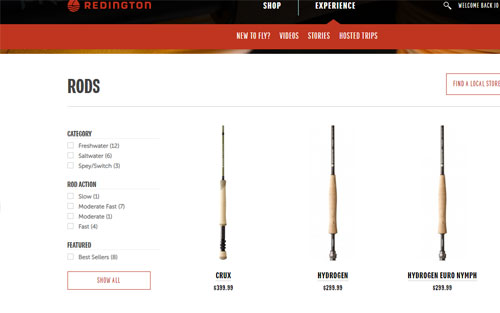 REDINGTON
SHOP
EXPERIENCE
WELCOME BACK JO
NEW TO FLY?
VIDEOS
STORIES
HOSTED TRIPS
RODS
FIND A LOCAL STORE
CATEGORY
Freshwater (12)
Saltwater (6)
Spey/Switch (3)
ROD ACTION
Slow (1)
Moderate Fast (7)
Moderate (1)
Fast (4)
FEATURED
Best Sellers (8)
SHOW ALL
CRUX
$399.99
HYDROGEN
$299.99
HYDROGEN EURO NYMPH
$299.99